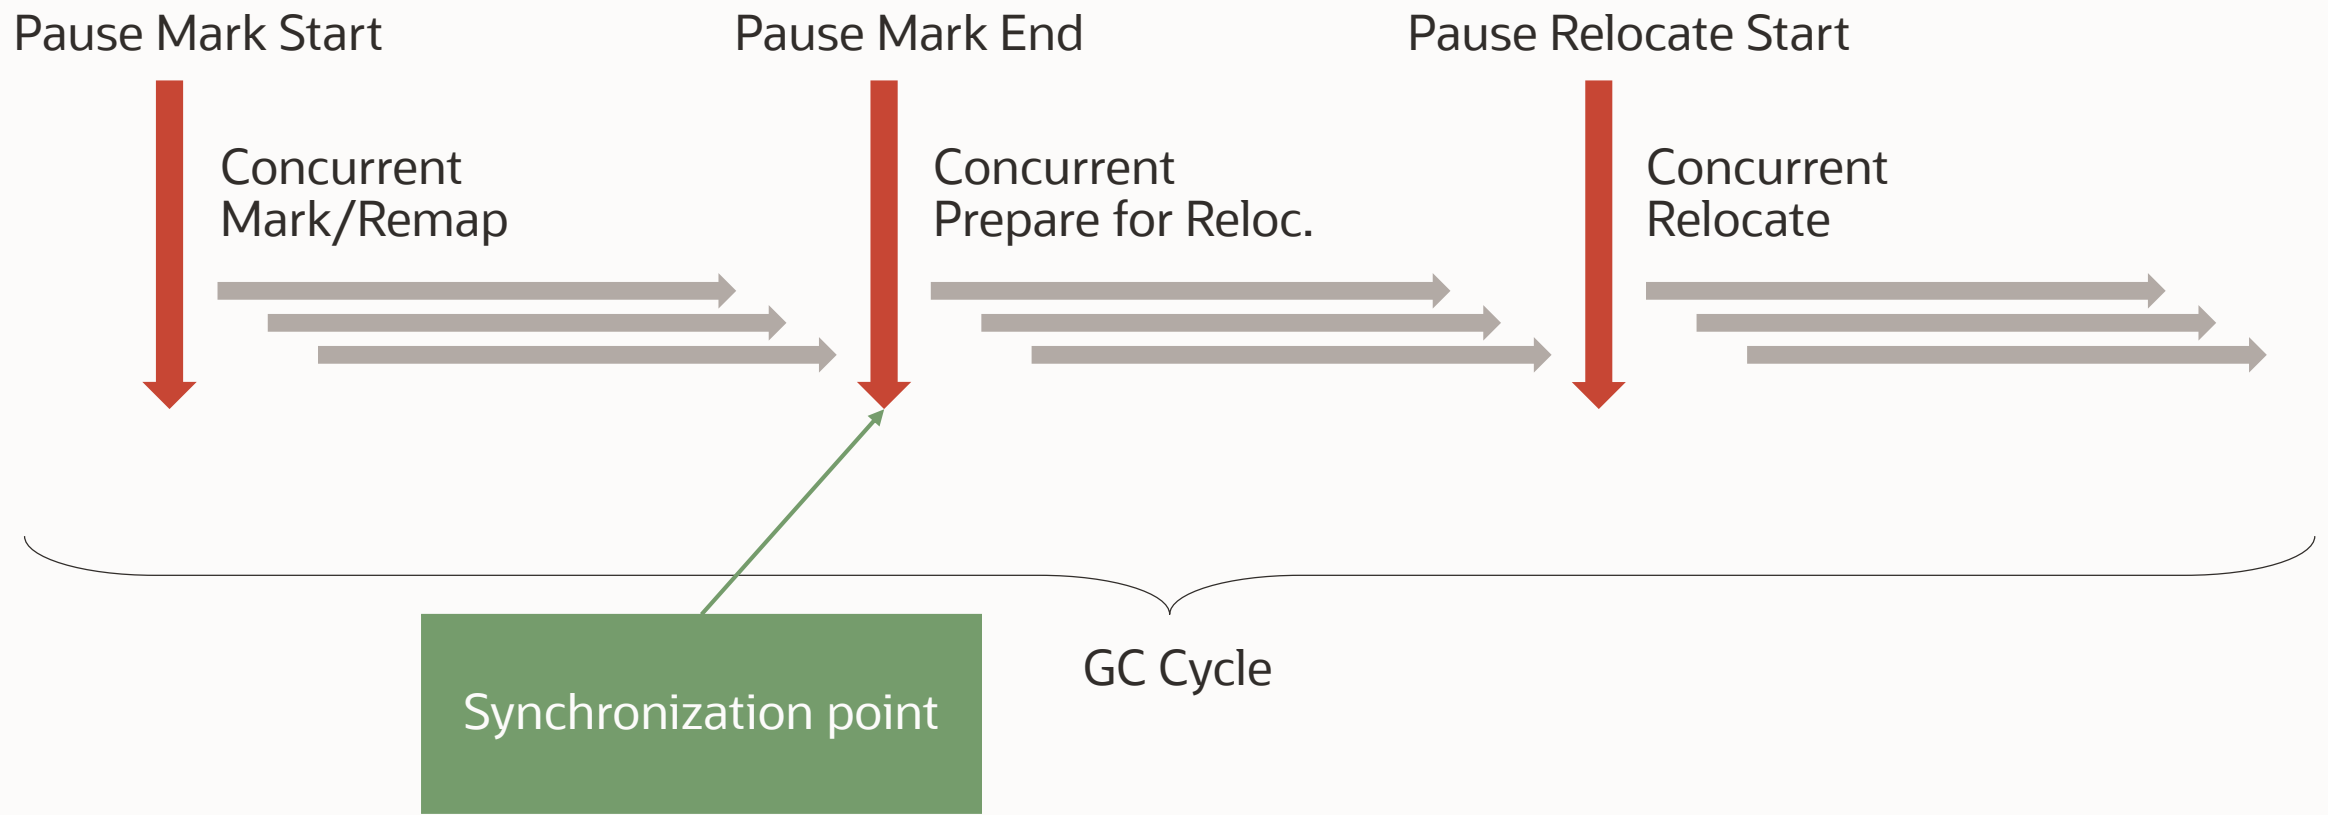 Pause Mark Start
Pause Mark End
Pause Relocate Start
Concurrent
Mark/Remap
Concurrent
Prepare for Reloc.
Concurrent
Relocate
GC Cycle
Synchronization point